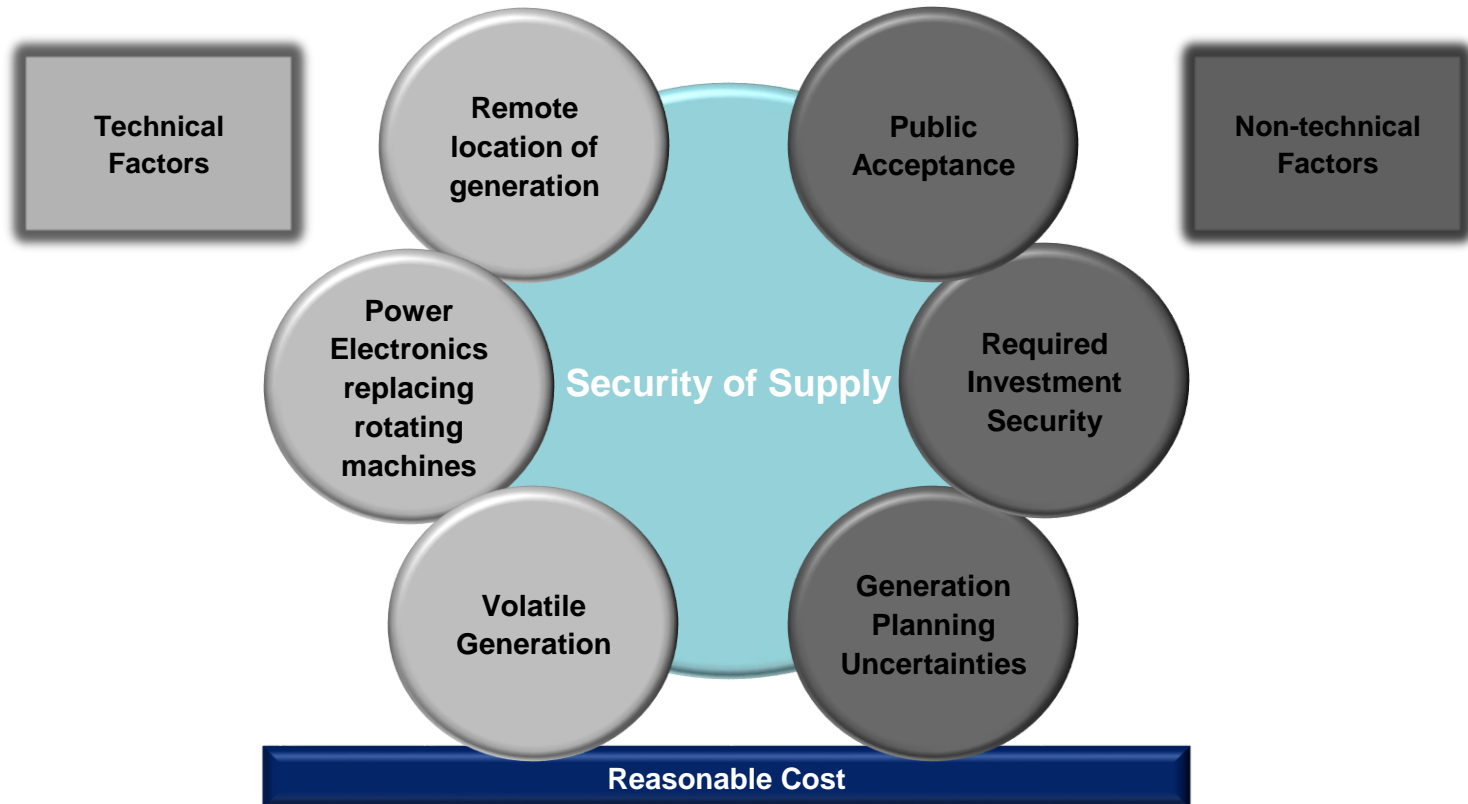 Technical
Factors
Remote
location of
generation
Public
Acceptance
Non-technical
Factors
Power
Electronics
replacing
rotating
machines
Security of Supply
Required
Investment
Security
Volatile
Generation
Generation
Planning
Uncertainties
Reasonable Cost